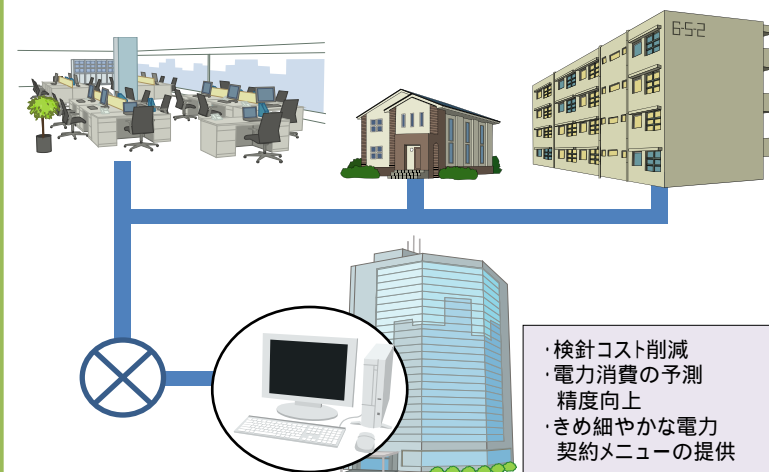 6-5-2
・検針コスト削減
・電力消費の予測
精度向上
・きめ細やかな電力
契約メニューの提供